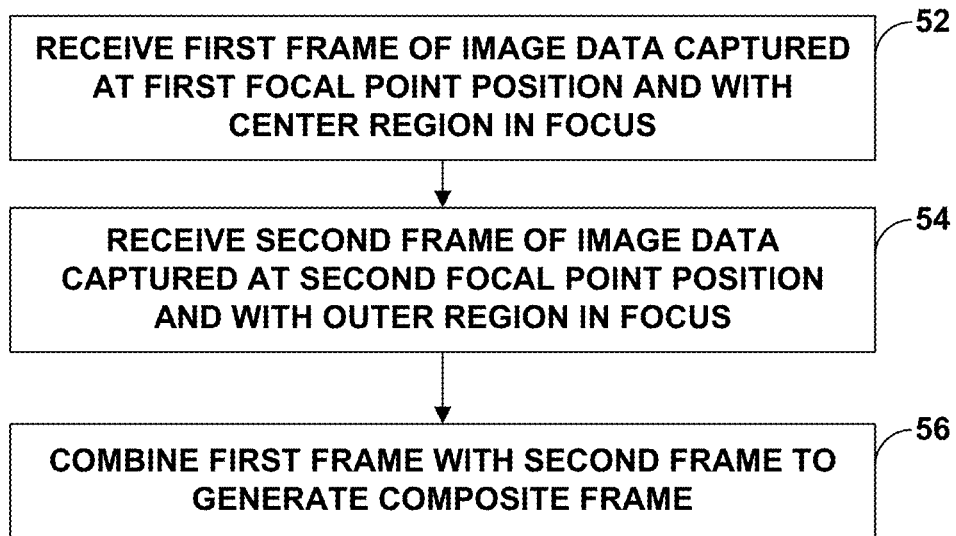 52
RECEIVE FIRST FRAME OF IMAGE DATA CAPTURED
AT FIRST FOCAL POINT POSITION AND WITH
CENTER REGION IN FOCUS
54
RECEIVE SECOND FRAME OF IMAGE DATA
CAPTURED AT SECOND FOCAL POINT POSITION
AND WITH OUTER REGION IN FOCUS
56
COMBINE FIRST FRAME WITH SECOND FRAME TO
GENERATE COMPOSITE FRAME